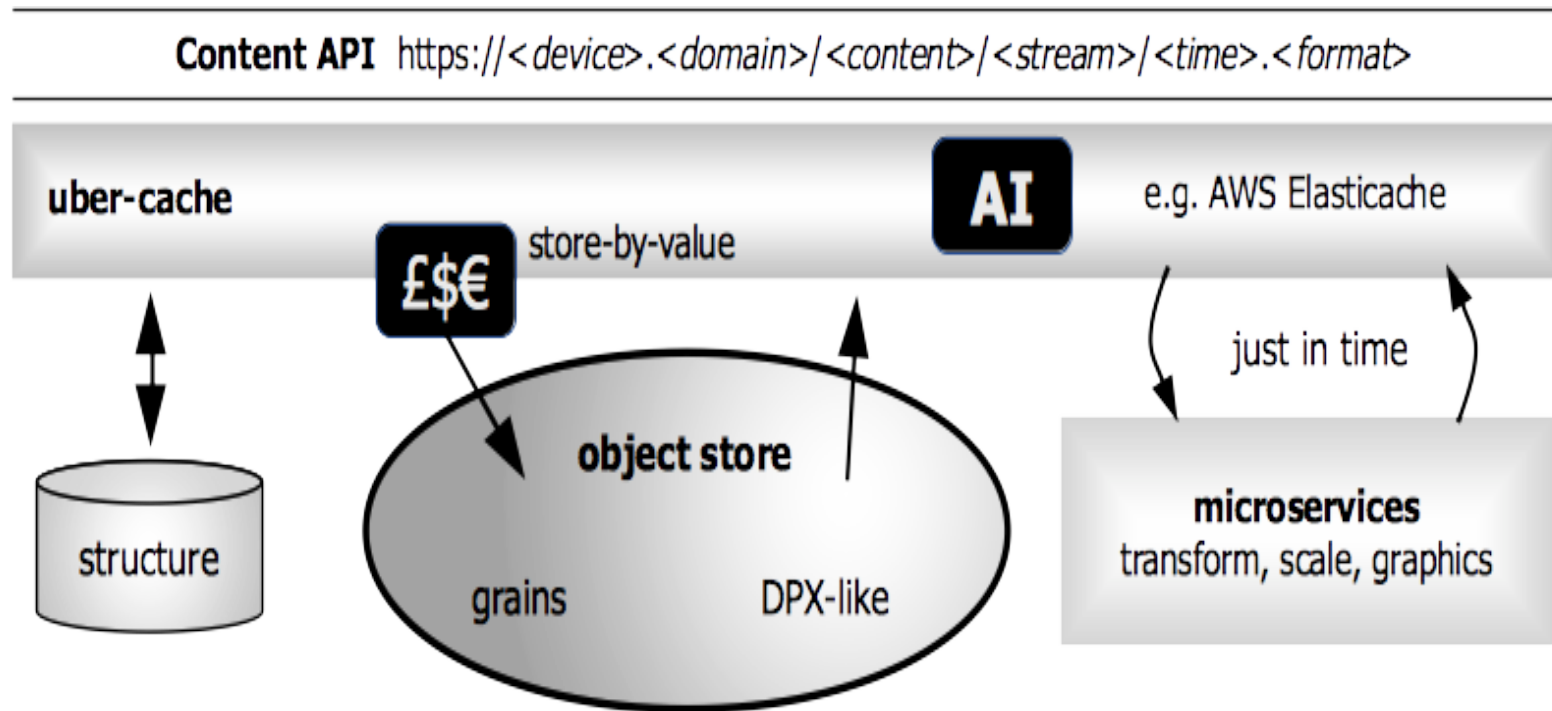 Content API https://<device>.<domain>/<content>/<stream>/<time>.<format>
uber-cache
£$€
store-by-value
AI
e.g. AWS Elasticache
just in time
structure
object store
grains
DPX-like
microservices
transform, scale, graphics